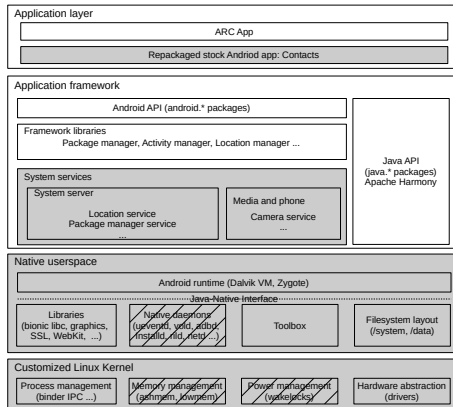 Application layer
ARC App
Repackaged stock Andriod app: Contacts
Application framework
Android API (android.* packages)
Framework libraries
Package manager, Activity manager, Location manager ...
System services
System server
Location service
Package manager service
...
Media and phone
Camera service
...
Java API
(java.* packages)
Apache Harmony
Native userspace
Android runtime (Dalvik VM, Zygote)
Java-Native Interface
Libraries
(bionic libc, graphics,
SSL, WebKit, ...)
Native daemons
(ueventd, vold, adbd,
installd, rild, netd ...)
Toolbox
Filesystem layout
(/system, /data)
Customized Linux Kernel
Process management
(binder IPC ...)
Memory management
(ashmem, lowmem)
Power management
(wakelocks)
Hardware abstraction
(drivers)